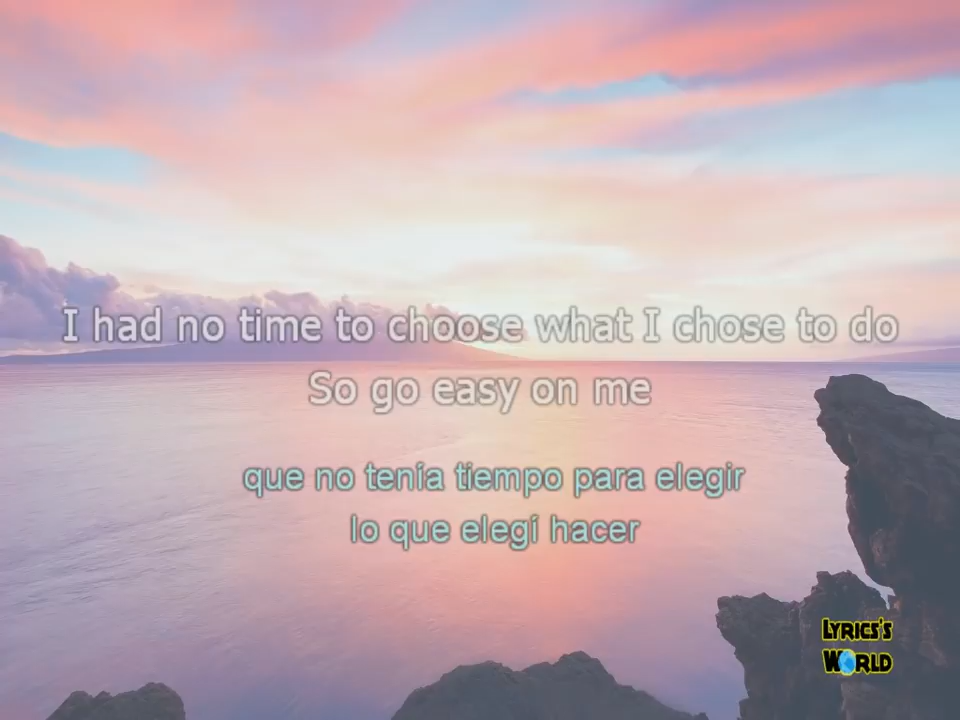 I had no time to choose what I chose to do
So go easy on me
que no tenía tiempo para elegir
lo que elegí hacer
LYRICS'S
WORLD